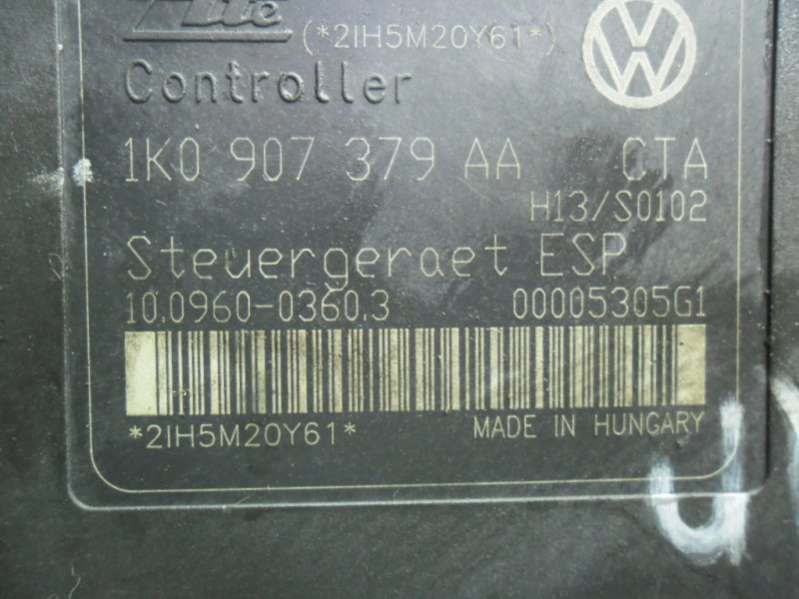 Ate (*2IH5M20Y61*)
Controller
1K0 907 379 AA CTA
H13/S0102
Steuergeraet ESP
10.0960-0360.3 00005305G1
*2IH5M20Y61* MADE IN HUNGARY